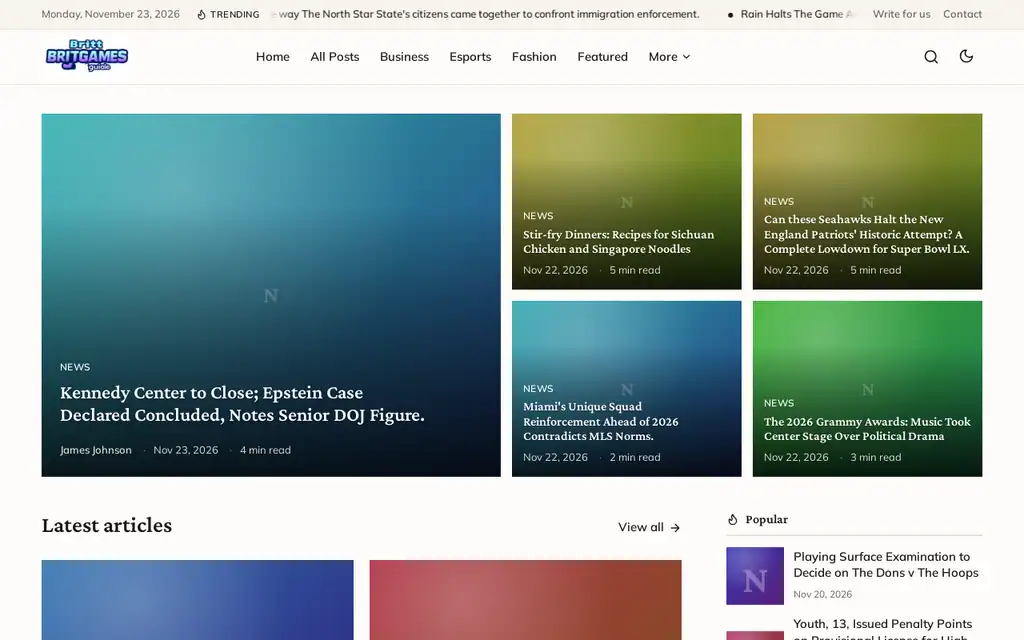 Monday, November 23, 2026
TRENDING
way The North Star State's citizens came together to confront immigration enforcement.
Rain Halts The Game
Write for us
Contact
Britt
BRITGAMES
guide
Home
All Posts
Business
Esports
Fashion
Featured
More
N
NEWS
Kennedy Center to Close; Epstein Case
Declared Concluded, Notes Senior DOJ Figure.
James Johnson · Nov 23, 2026 · 4 min read
N
NEWS
Stir-fry Dinners: Recipes for Sichuan
Chicken and Singapore Noodles
Nov 22, 2026 · 5 min read
N
NEWS
Can these Seahawks Halt the New
England Patriots' Historic Attempt? A
Complete Lowdown for Super Bowl LX.
Nov 22, 2026 · 5 min read
N
NEWS
Miami's Unique Squad
Reinforcement Ahead of 2026
Contradicts MLS Norms.
Nov 22, 2026 · 2 min read
N
NEWS
The 2026 Grammy Awards: Music Took
Center Stage Over Political Drama
Nov 22, 2026 · 3 min read
Latest articles
View all
Popular
N
Playing Surface Examination to
Decide on The Dons v The Hoops
Nov 20, 2026
Youth, 13, Issued Penalty Points
on Provisional License for High